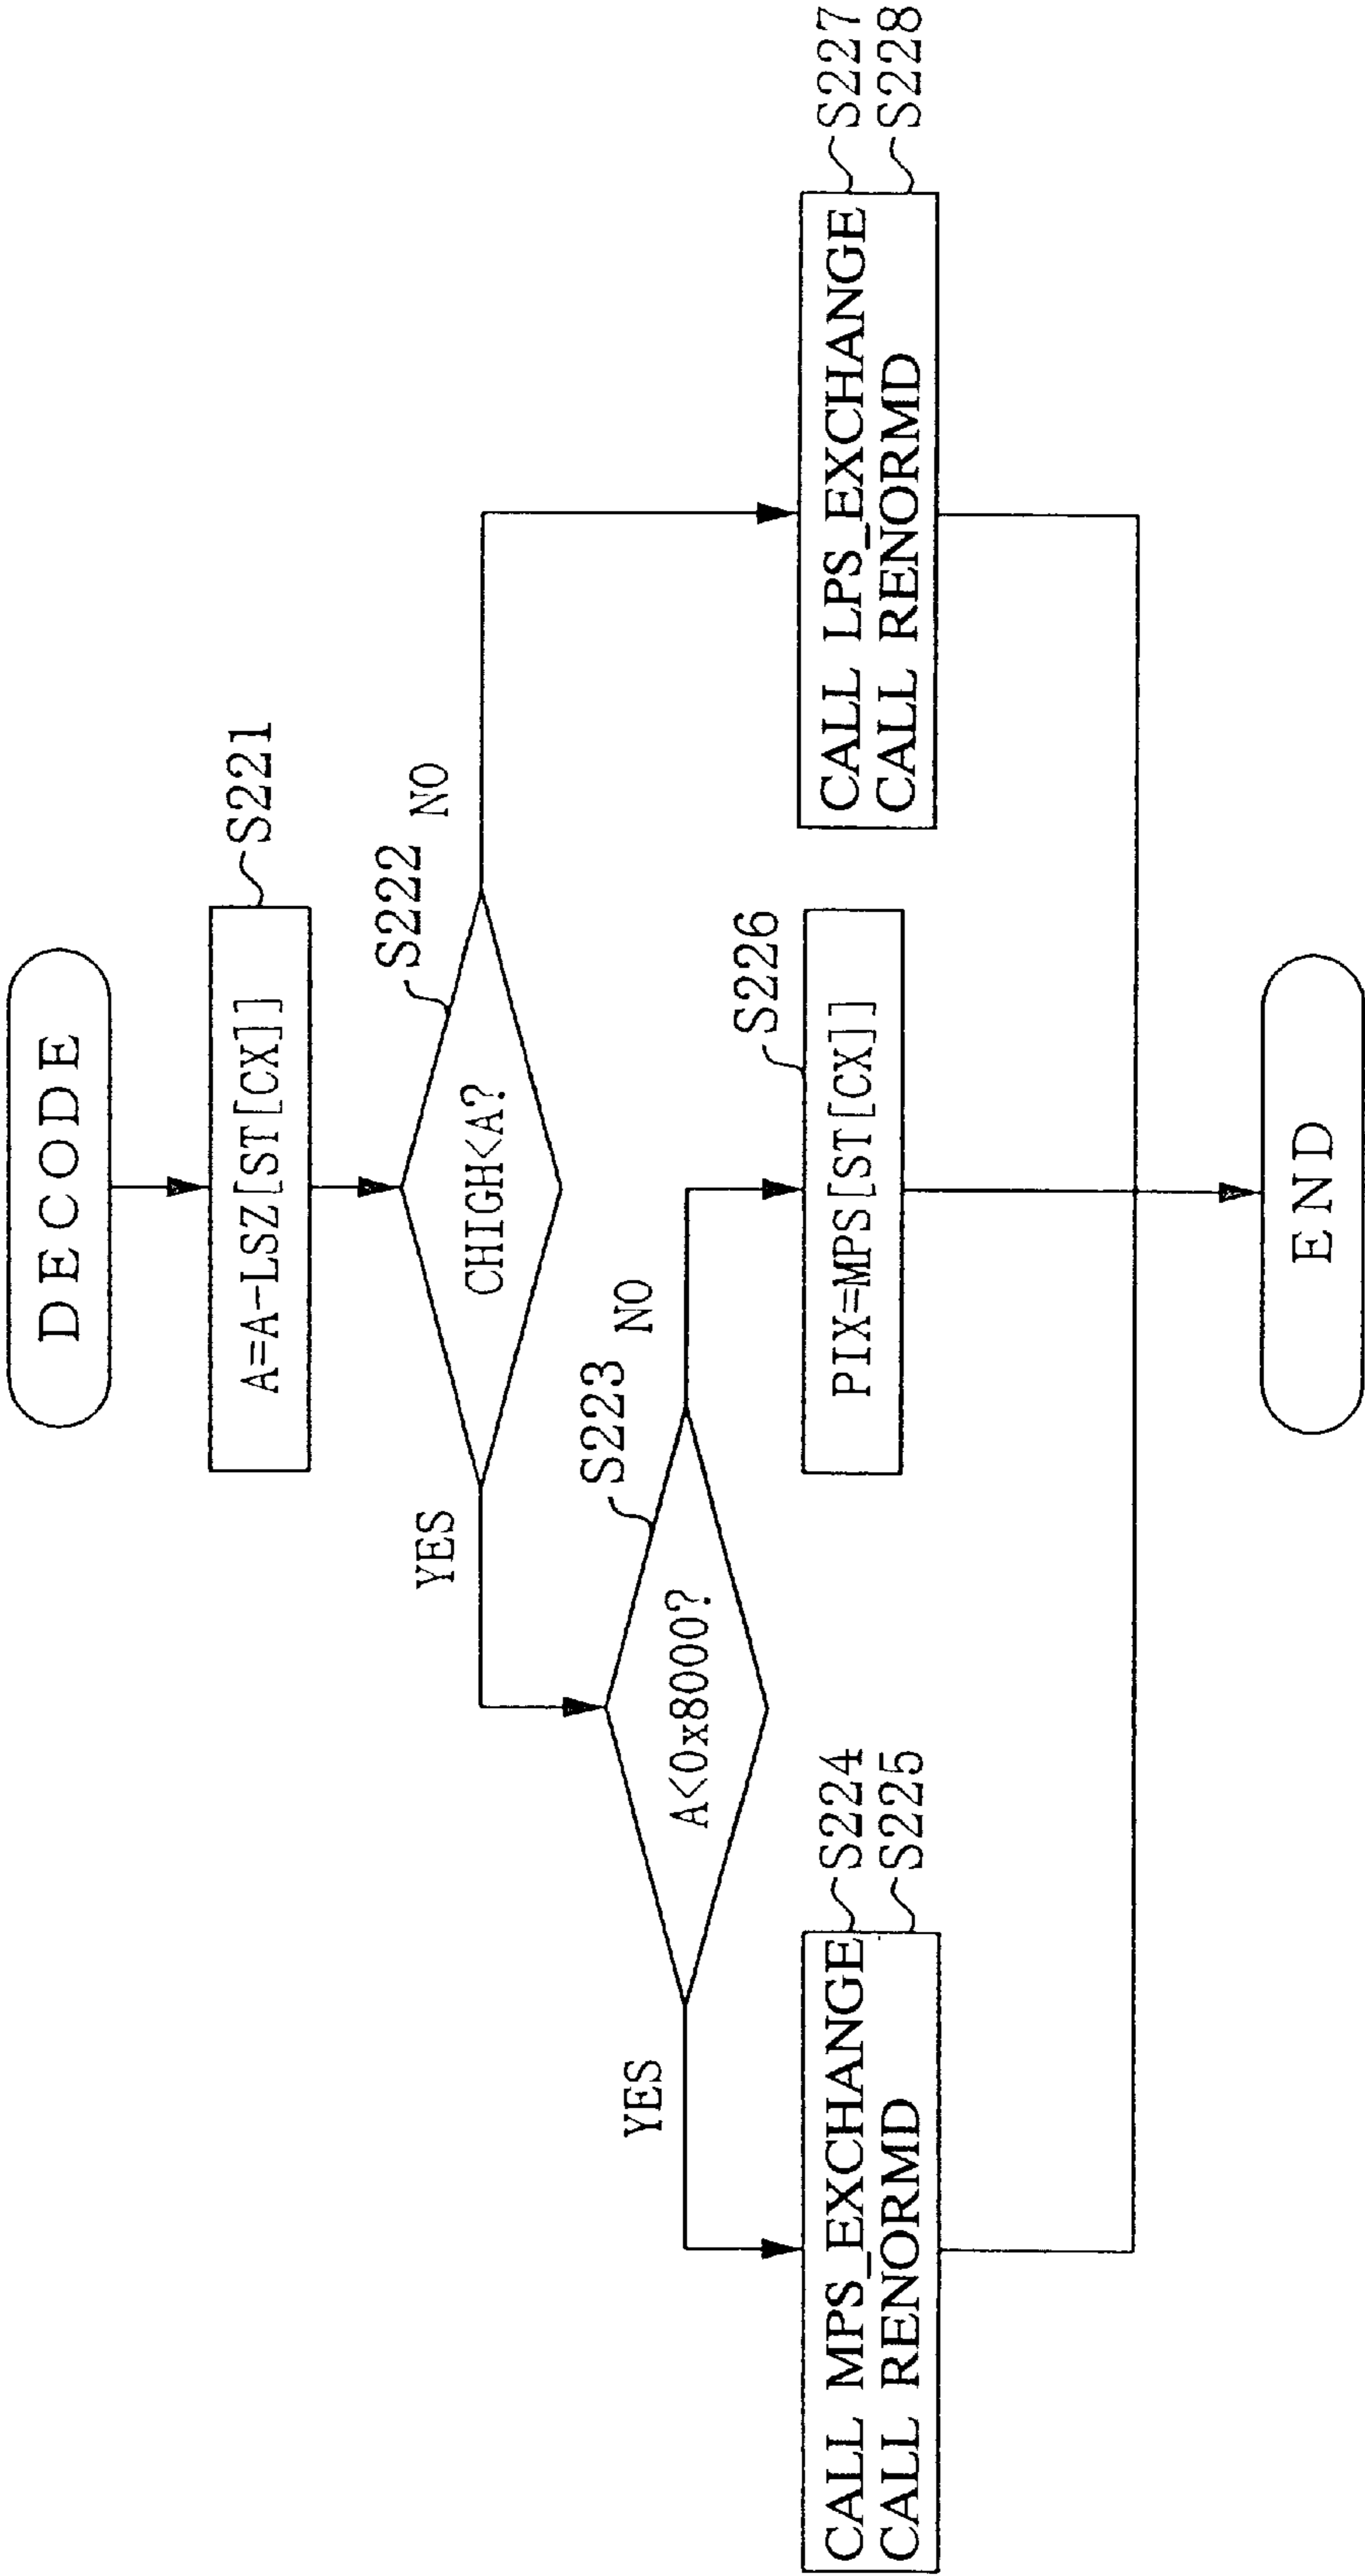 DECODE
A=A-LSZ[ST[CX]]
S221
CHIGH<A?
S222
YES
NO
A<0x8000?
S223
YES
NO
CALL MPS_EXCHANGE
CALL RENORMD
S224
S225
PIX=MPS[ST[CX]]
S226
CALL LPS_EXCHANGE
CALL RENORMD
S227
S228
END